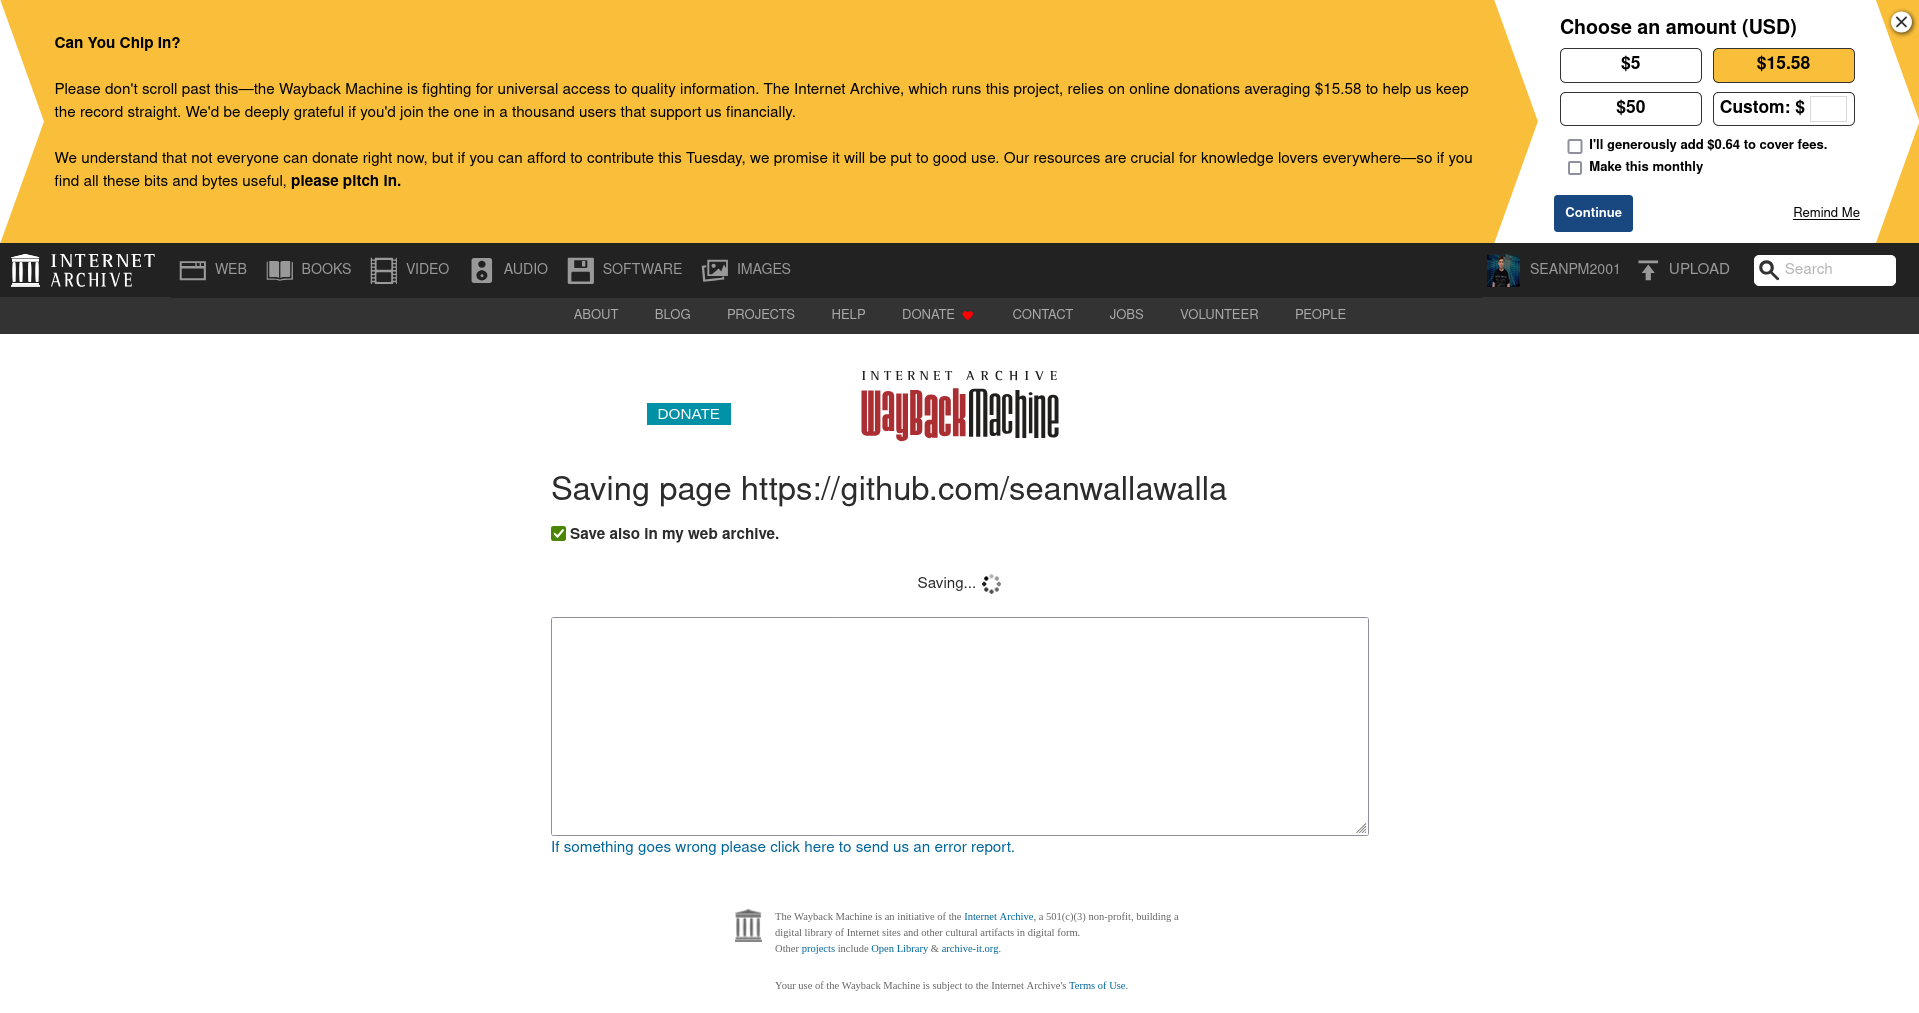 Can You Chip In?
Please don't scroll past this—the Wayback Machine is fighting for universal access to quality information. The Internet Archive, which runs this project, relies on online donations averaging $15.58 to help us keep
the record straight. We'd be deeply grateful if you'd join the one in a thousand users that support us financially.
We understand that not everyone can donate right now, but if you can afford to contribute this Tuesday, we promise it will be put to good use. Our resources are crucial for knowledge lovers everywhere—so if you
find all these bits and bytes useful, please pitch in.
Choose an amount (USD)
$5 $15.58
$50 Custom: $
I'll generously add $0.64 to cover fees.
Make this monthly
Continue Remind Me
INTERNET
ARCHIVE
WEB BOOKS VIDEO AUDIO SOFTWARE IMAGES SEANPM2001 UPLOAD Search
ABOUT BLOG PROJECTS HELP DONATE CONTACT JOBS VOLUNTEER PEOPLE
DONATE
INTERNET ARCHIVE
WayBackMachine
Saving page https://github.com/seanwallawalla
Save also in my web archive.
Saving...
If something goes wrong please click here to send us an error report.
The Wayback Machine is an initiative of the Internet Archive, a 501(c)(3) non-profit, building a
digital library of Internet sites and other cultural artifacts in digital form.
Other projects include Open Library & archive-it.org.
Your use of the Wayback Machine is subject to the Internet Archive's Terms of Use.